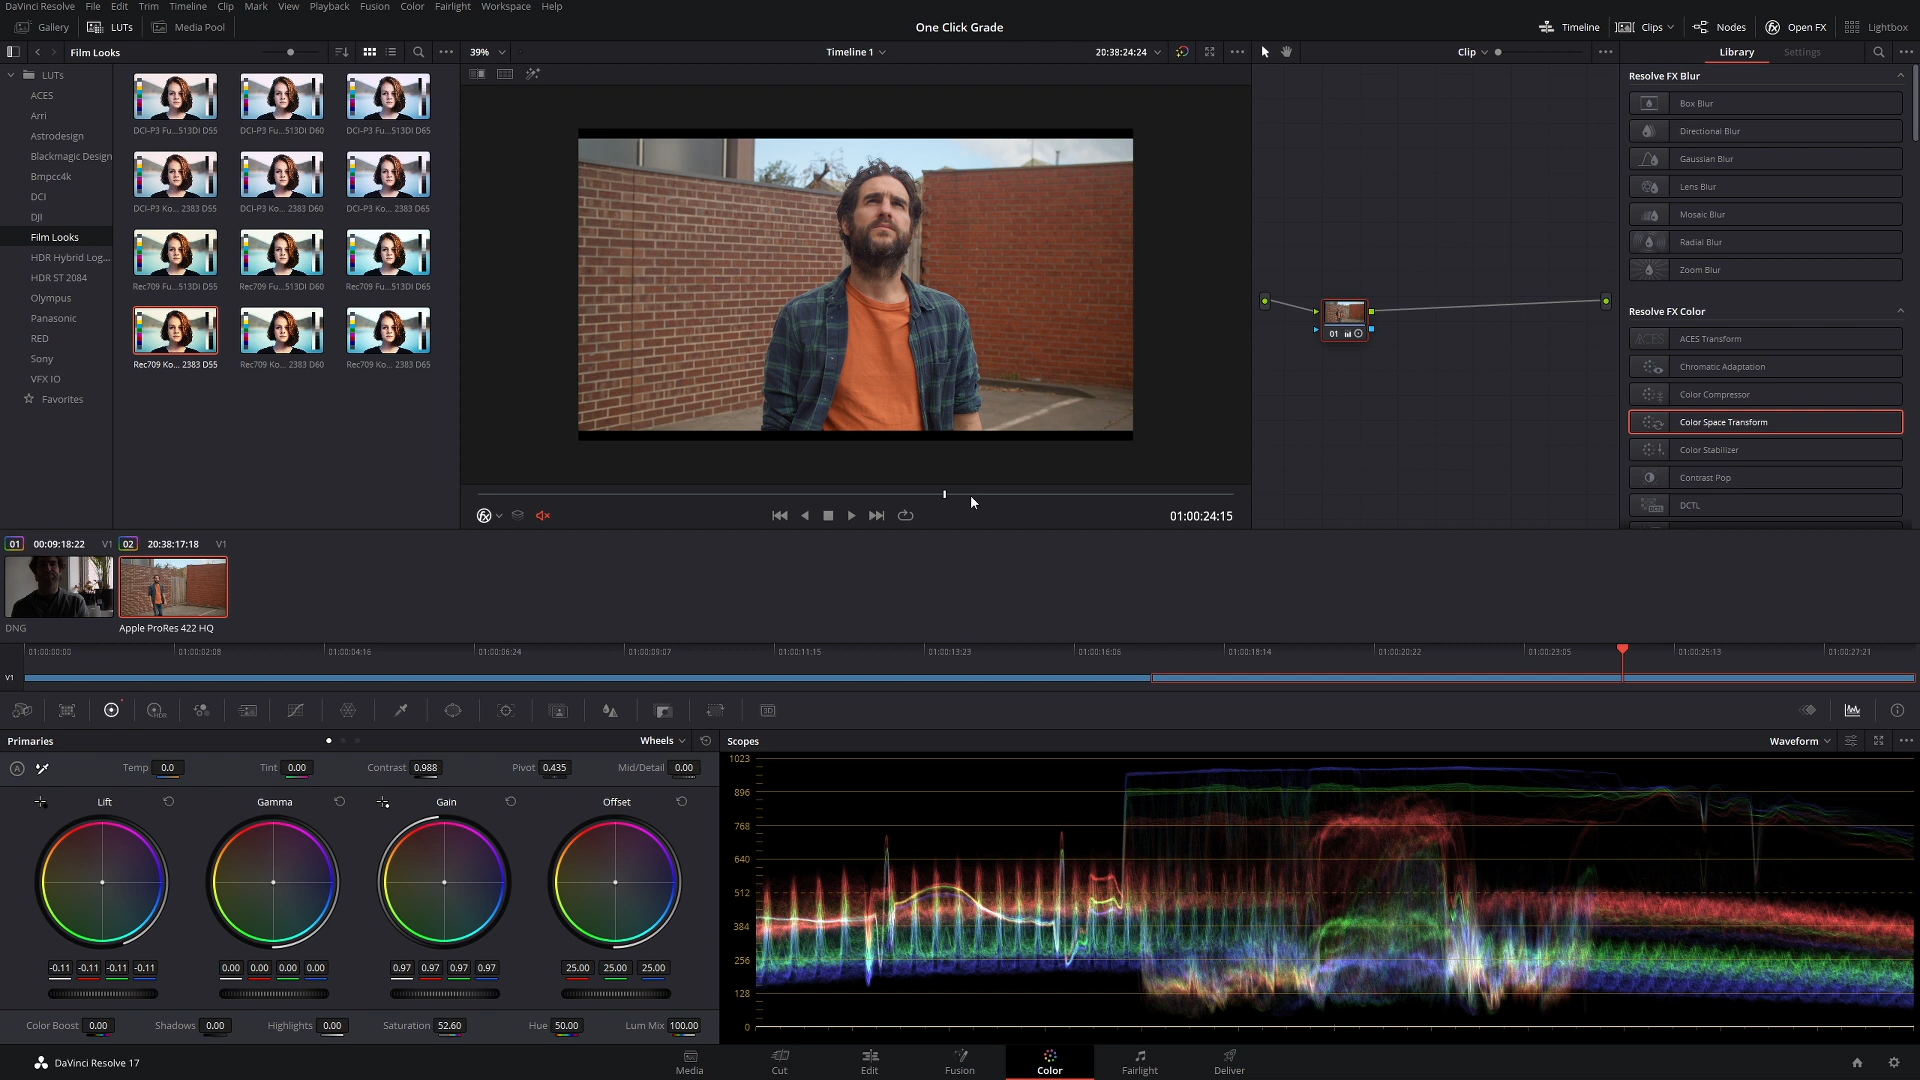 DaVinci Resolve File Edit Trim Timeline Clip Mark View Playback Fusion Color Fairlight Workspace Help
Gallery LUTs Media Pool One Click Grade Timeline Clips Nodes Open FX Lightbox
Film Looks 39% Timeline 1 20:38:24:24 Clip Library Settings
LUTs
ACES
Arri
Astrodesign
Blackmagic Design
Bmpcc4k
DCI
DJI
Film Looks
HDR Hybrid Log...
HDR ST 2084
Olympus
Panasonic
RED
Sony
VFX IO
Favorites
DCI-P3 Fu...513DI D55 DCI-P3 Fu...513DI D60 DCI-P3 Fu...513DI D65
DCI-P3 Ko... 2383 D55 DCI-P3 Ko... 2383 D60 DCI-P3 Ko... 2383 D65
Rec709 Fu...513DI D55 Rec709 Fu...513DI D60 Rec709 Fu...513DI D65
Rec709 Ko... 2383 D55 Rec709 Ko... 2383 D60 Rec709 Ko... 2383 D65
01
01:00:24:15
Resolve FX Blur
Box Blur
Directional Blur
Gaussian Blur
Lens Blur
Mosaic Blur
Radial Blur
Zoom Blur
Resolve FX Color
ACES Transform
Chromatic Adaptation
Color Compressor
Color Space Transform
Color Stabilizer
Contrast Pop
DCTL
01 00:09:18:22 V1 02 20:38:17:18 V1
DNG Apple ProRes 422 HQ
01:00:00:00 01:00:02:08 01:00:04:16 01:00:06:24 01:00:09:07 01:00:11:15 01:00:13:23 01:00:16:06 01:00:18:14 01:00:20:22 01:00:23:05 01:00:25:13 01:00:27:21
V1
HDR
3D
Primaries Wheels Scopes Waveform
A Temp 0.0 Tint 0.00 Contrast 0.988 Pivot 0.435 Mid/Detail 0.00
Lift Gamma Gain Offset
-0.11 -0.11 -0.11 -0.11 0.00 0.00 0.00 0.00 0.97 0.97 0.97 0.97 25.00 25.00 25.00
Color Boost 0.00 Shadows 0.00 Highlights 0.00 Saturation 52.60 Hue 50.00 Lum Mix 100.00
1023
896
768
640
512
384
256
128
0
DaVinci Resolve 17 Media Cut Edit Fusion Color Fairlight Deliver